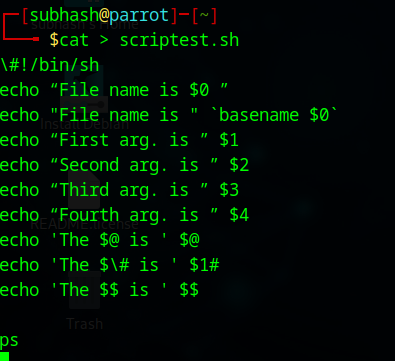 ┌─[subhash@parrot]─[~]
└──╼ $cat > scriptest.sh
\#!/bin/sh
echo “File name is $0 ”
echo "File name is " `basename $0`
echo “First arg. is ” $1
echo “Second arg. is ” $2
echo “Third arg. is ” $3
echo “Fourth arg. is ” $4
echo 'The $@ is ' $@
echo 'The $\# is ' $1#
echo 'The $$ is ' $$
README.license
Trash
ps